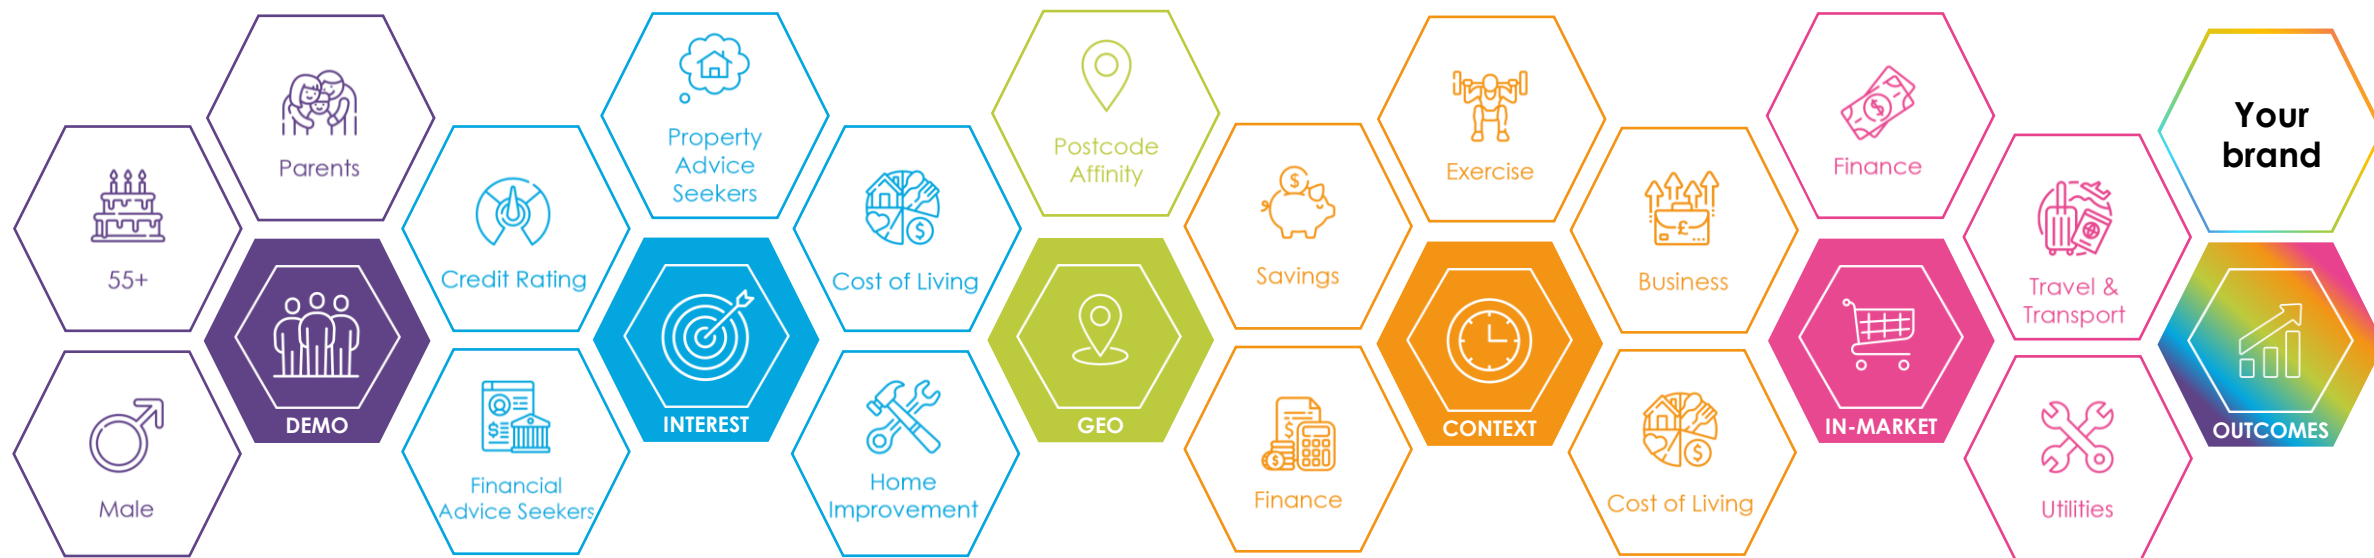 Parents
55+
DEMO
Male
Property
Advice
Seekers
Credit Rating
Cost of Living
INTEREST
Financial
Advice Seekers
Home
Improvement
Postcode
Affinity
GEO
Exercise
Savings
£
Business
CONTEXT
$
Finance
Cost of Living
$
Finance
Travel &
Transport
IN-MARKET
Utilities
Your
brand
OUTCOMES